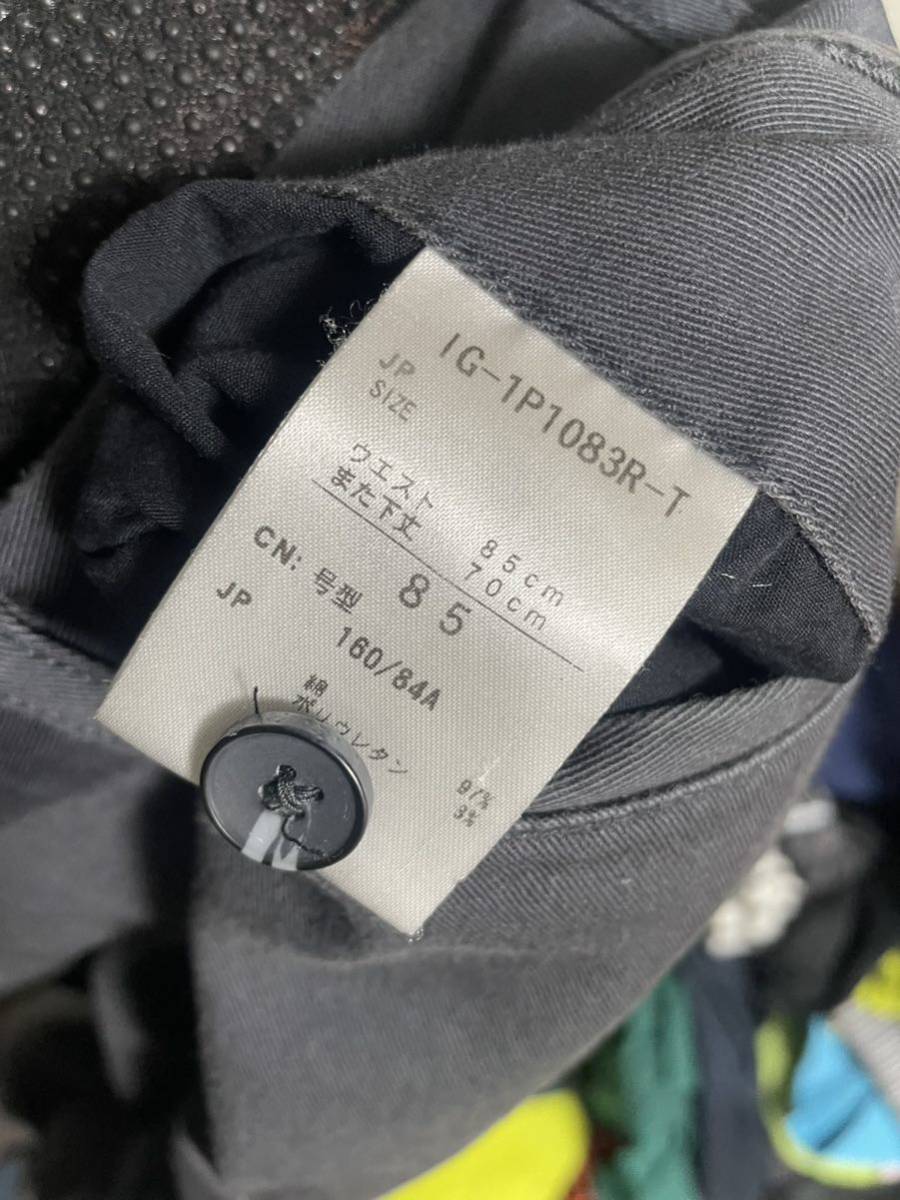 IG-1P1083R-T
JP
SIZE
ウエスト 85cm
また下丈 70cm
85
CN: 号型 160/84A
JP
綿 97%
ポリウレタン 3%